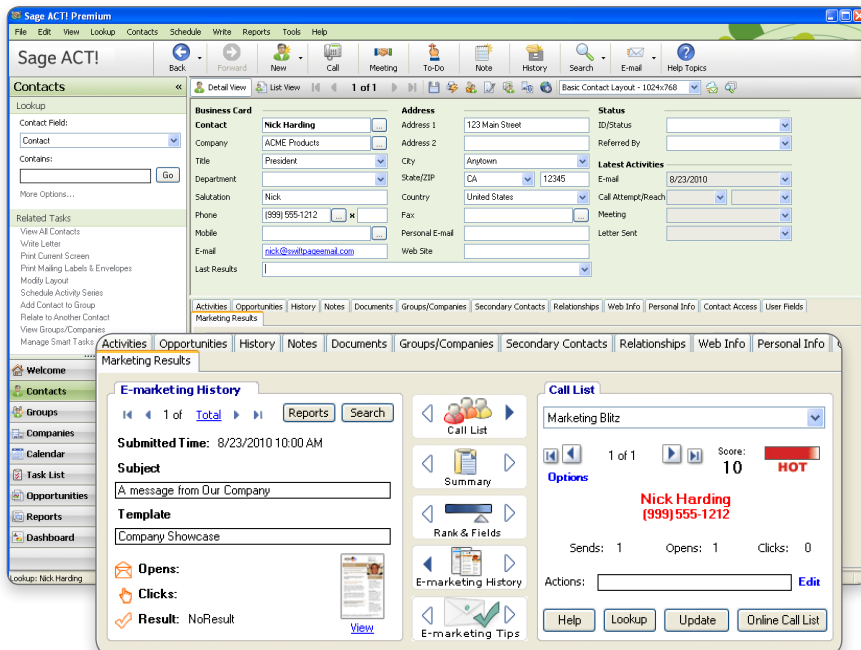 Sage ACT! Premium
File Edit View Lookup Contacts Schedule Write Reports Tools Help
Sage ACT! Back Forward New Call Meeting To-Do Note History Search E-mail Help Topics
Contacts «
Detail View List View 1 of 1 Basic Contact Layout - 1024x768
Lookup
Contact Field:
Contact
Contains:
Go
More Options...
Related Tasks
View All Contacts
Write Letter
Print Current Screen
Print Mailing Labels & Envelopes
Modify Layout
Schedule Activity Series
Add Contact to Group
Relate to Another Contact
View Groups/Companies
Manage Smart Tasks
Welcome
Contacts
Groups
Companies
Calendar
Task List
Opportunities
Reports
Dashboard
Lookup: Nick Harding
Business Card
Contact Nick Harding ...
Company ACME Products ...
Title President
Department
Salutation Nick
Phone (999) 555-1212 ... x
Mobile ...
E-mail nick@swiftpageemail.com
Last Results
Address
Address 1 123 Main Street
Address 2
City Anytown
State/ZIP CA 12345
Country United States
Fax ...
Personal E-mail
Web Site
Status
ID/Status
Referred By
Latest Activities
E-mail 8/23/2010
Call Attempt/Reach
Meeting
Letter Sent
Activities Opportunities History Notes Documents Groups/Companies Secondary Contacts Relationships Web Info Personal Info Contact Access User Fields
Marketing Results
Activities Opportunities History Notes Documents Groups/Companies Secondary Contacts Relationships Web Info Personal Info
Marketing Results
E-marketing History
1 of Total Reports Search
Submitted Time: 8/23/2010 10:00 AM
Subject
A message from Our Company
Template
Company Showcase
Opens:
Clicks:
Result: NoResult
View
Call List
Summary
Rank & Fields
E-marketing History
E-marketing Tips
Call List
Marketing Blitz
1 of 1 Score:
10 HOT
Options
Nick Harding
(999) 555-1212
Sends: 1 Opens: 1 Clicks: 0
Actions: Edit
Help Lookup Update Online Call List